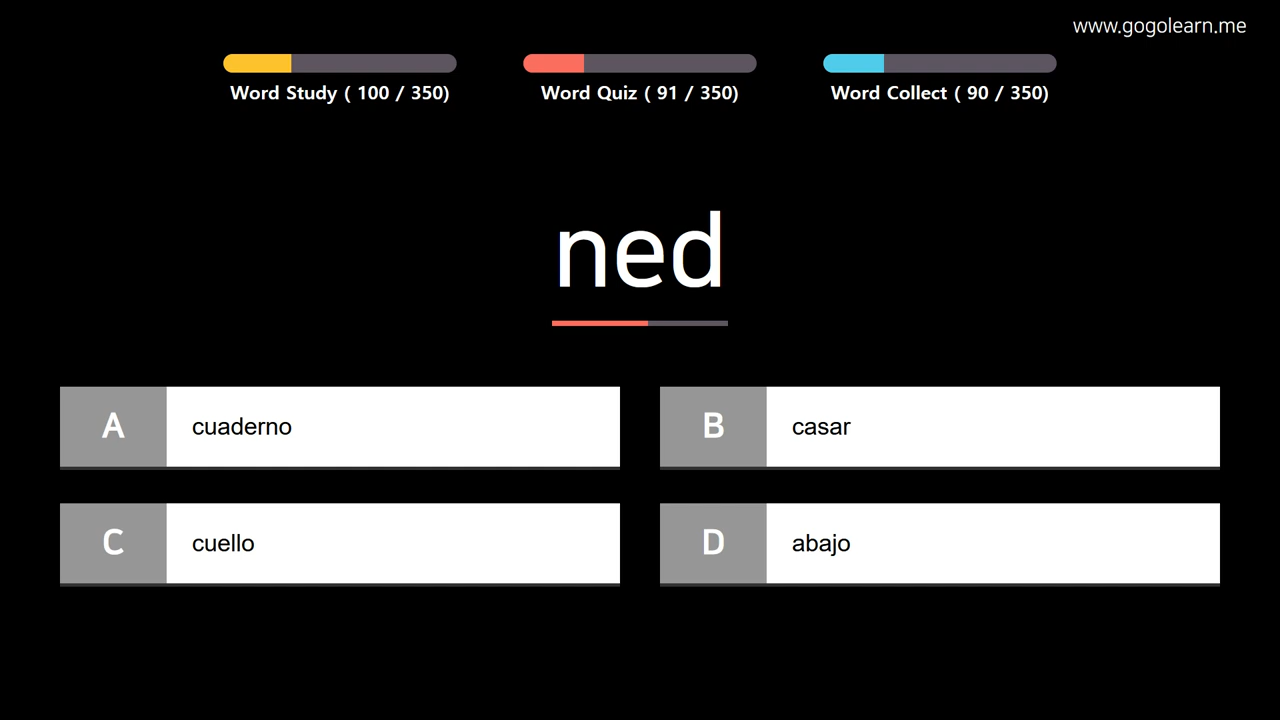 www.gogolearn.me
Word Study ( 100 / 350)
Word Quiz ( 91 / 350)
Word Collect ( 90 / 350)
ned
A cuaderno
B casar
C cuello
D abajo